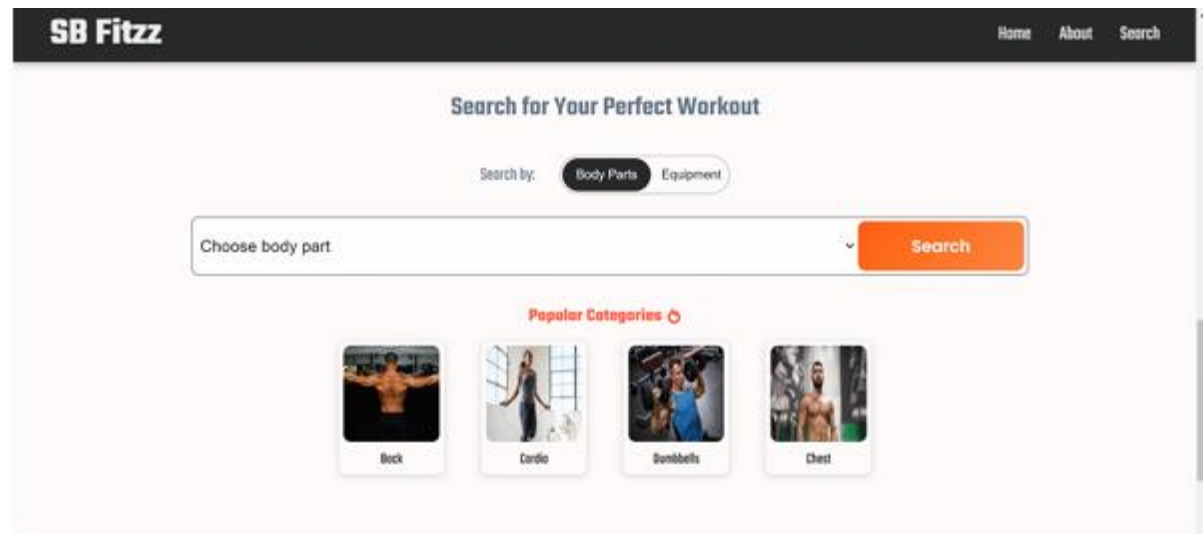 SB Fitzz
Home About Search
Search for Your Perfect Workout
Search by: Body Parts Equipment
Choose body part Search
Popular Categories
Back Cardio Dumbbells Chest